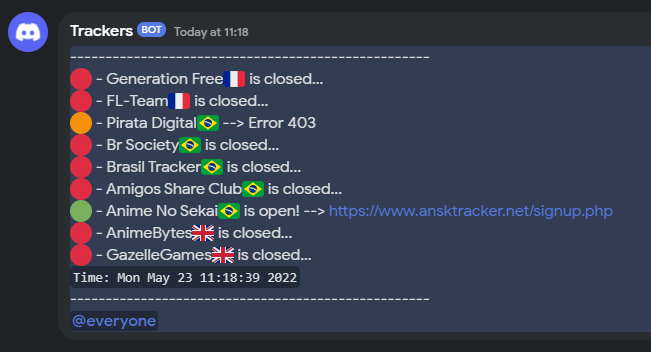 Trackers BOT Today at 11:18
---------------------------------------------------
- Generation Free is closed...
- FL-Team is closed...
- Pirata Digital --> Error 403
- Br Society is closed...
- Brasil Tracker is closed...
- Amigos Share Club is closed...
- Anime No Sekai is open! --> https://www.ansktracker.net/signup.php
- AnimeBytes is closed...
- GazelleGames is closed...
Time: Mon May 23 11:18:39 2022
---------------------------------------------------
@everyone